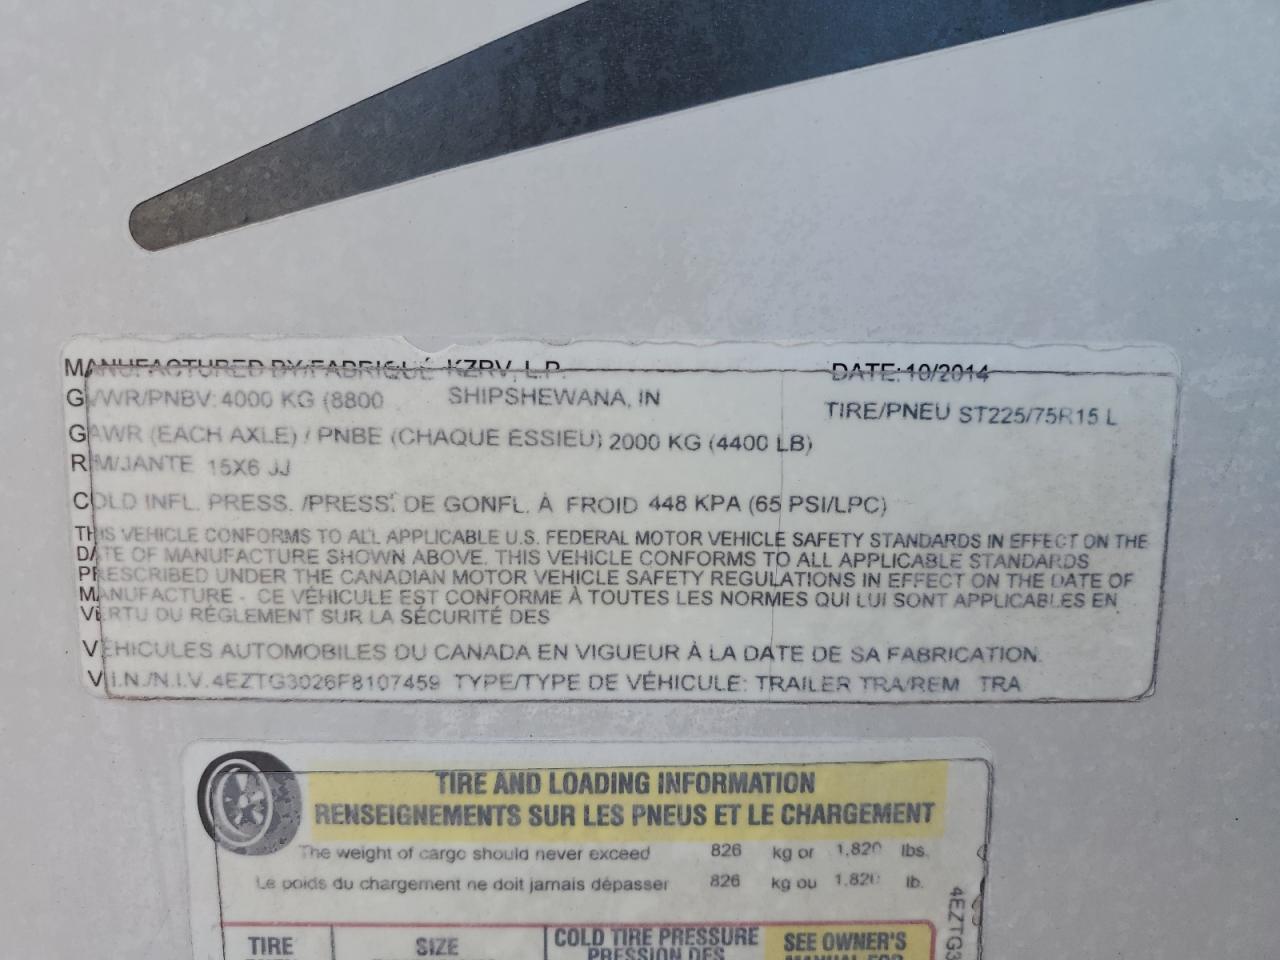 MANUFACTURED BY/FABRIQUÉ KZRV, L.P. DATE: 10/2014
GVWR/PNBV: 4000 KG (8800 SHIPSHEWANA, IN TIRE/PNEU ST225/75R15 L
GAWR (EACH AXLE) / PNBE (CHAQUE ESSIEU) 2000 KG (4400 LB)
RIM/JANTE 15X6 JJ
COLD INFL. PRESS. /PRESS. DE GONFL. À FROID 448 KPA (65 PSI/LPC)
THIS VEHICLE CONFORMS TO ALL APPLICABLE U.S. FEDERAL MOTOR VEHICLE SAFETY STANDARDS IN EFFECT ON THE
DATE OF MANUFACTURE SHOWN ABOVE. THIS VEHICLE CONFORMS TO ALL APPLICABLE STANDARDS
PRESCRIBED UNDER THE CANADIAN MOTOR VEHICLE SAFETY REGULATIONS IN EFFECT ON THE DATE OF
MANUFACTURE - CE VÉHICULE EST CONFORME À TOUTES LES NORMES QUI LUI SONT APPLICABLES EN
VERTU DU RÉGLEMENT SUR LA SÉCURITÉ DES
VÉHICULES AUTOMOBILES DU CANADA EN VIGUEUR À LA DATE DE SA FABRICATION.
V.I.N./N.I.V. 4EZTG3026F8107459 TYPE/TYPE DE VÉHICULE: TRAILER TRA/REM TRA
TIRE AND LOADING INFORMATION
RENSEIGNEMENTS SUR LES PNEUS ET LE CHARGEMENT
The weight of cargo should never exceed 826 kg or 1,820 lbs.
Le poids du chargement ne doit jamais dépasser 826 kg ou 1,820 lb.
TIRE SIZE COLD TIRE PRESSURE SEE OWNER'S
PRESSION DES MANUAL FOR
4EZTG3